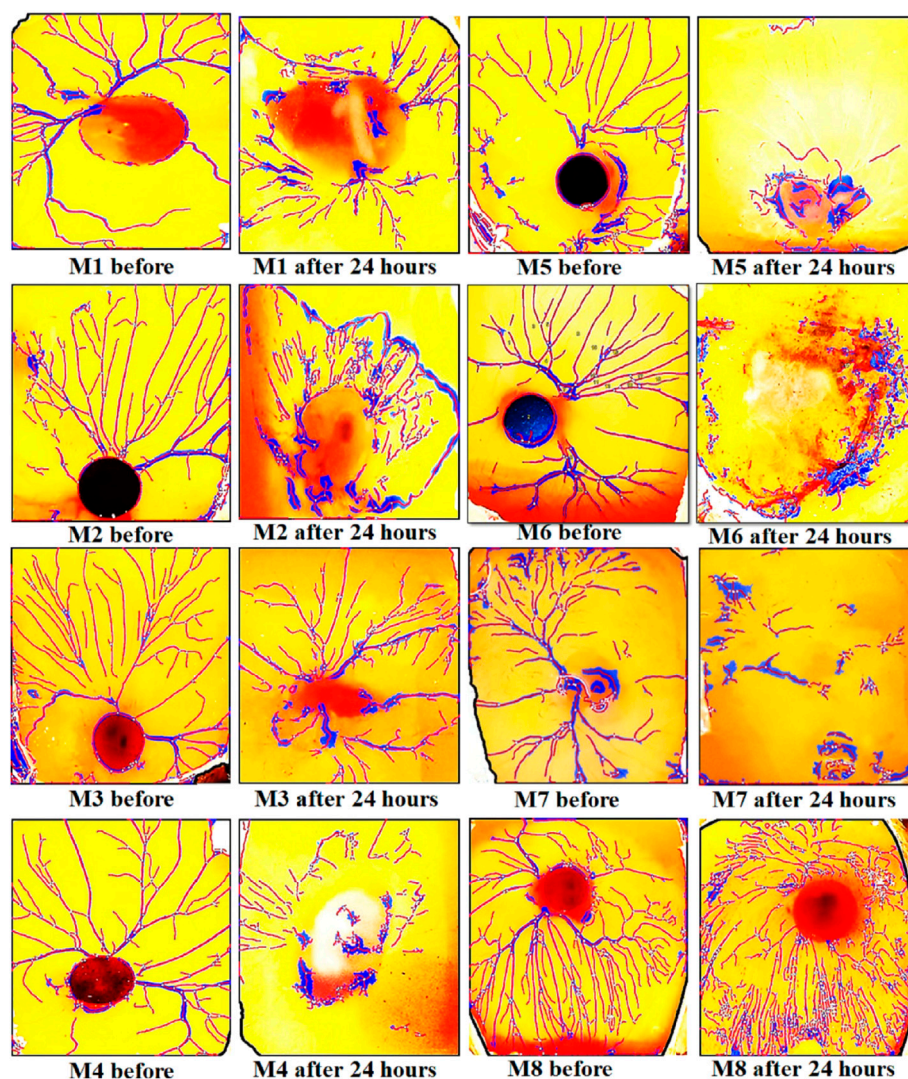 M1 before M1 after 24 hours M5 before M5 after 24 hours
M2 before M2 after 24 hours M6 before M6 after 24 hours
M3 before M3 after 24 hours M7 before M7 after 24 hours
M4 before M4 after 24 hours M8 before M8 after 24 hours